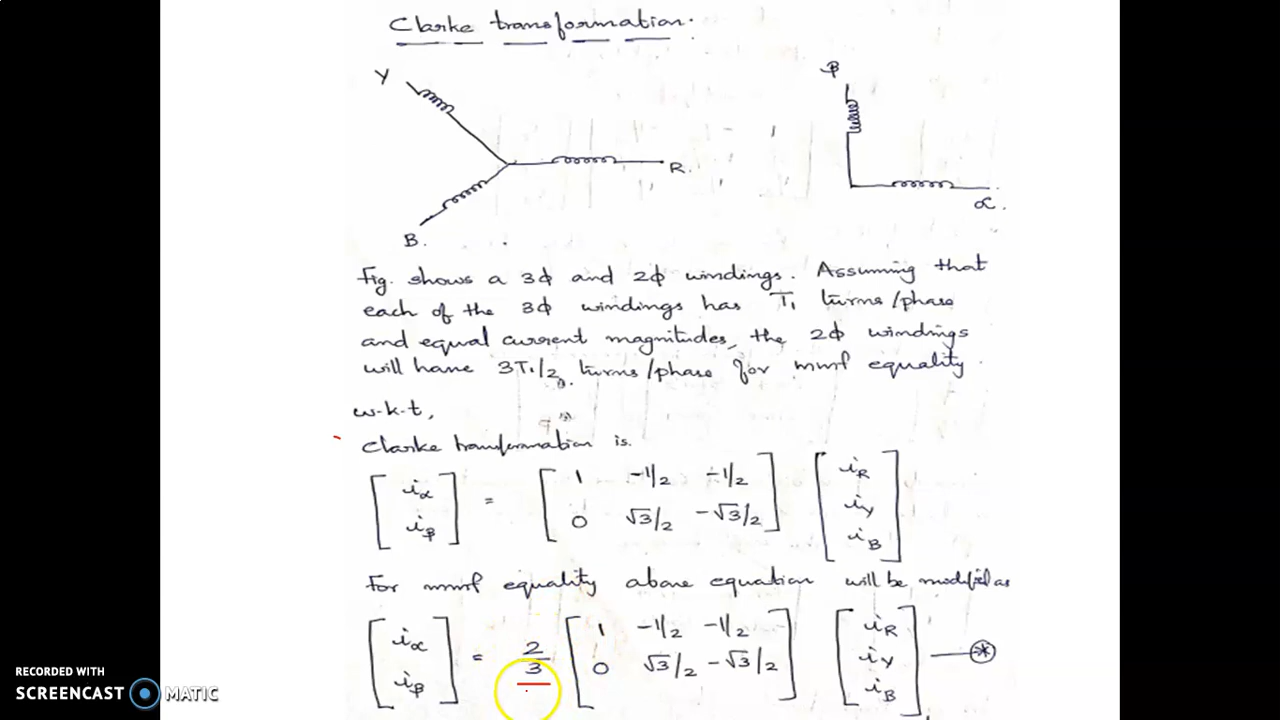 Clarke transformation.
Y
β
R.
α.
B.
Fig. shows a 3ϕ and 2ϕ windings. Assuming that
each of the 3ϕ windings has T₁ turns/phase
and equal current magnitudes, the 2ϕ windings
will have 3T₁/2 turns/phase for mmf equality.
w.k.t,
Clarke transformation is.
[iα iβ] = [1 -1/2 -1/2 0 √3/2 -√3/2] [iR iY iB]
For mmf equality above equation will be modified as
[iα iβ] = 2/3 [1 -1/2 -1/2 0 √3/2 -√3/2] [iR iY iB] — *
RECORDED WITH
SCREENCAST MATIC